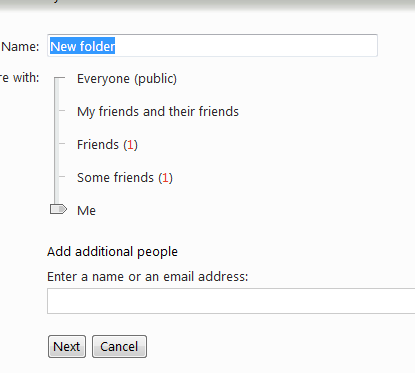 Name: New folder
re with: Everyone (public)
My friends and their friends
Friends (1)
Some friends (1)
Me
Add additional people
Enter a name or an email address:
Next Cancel